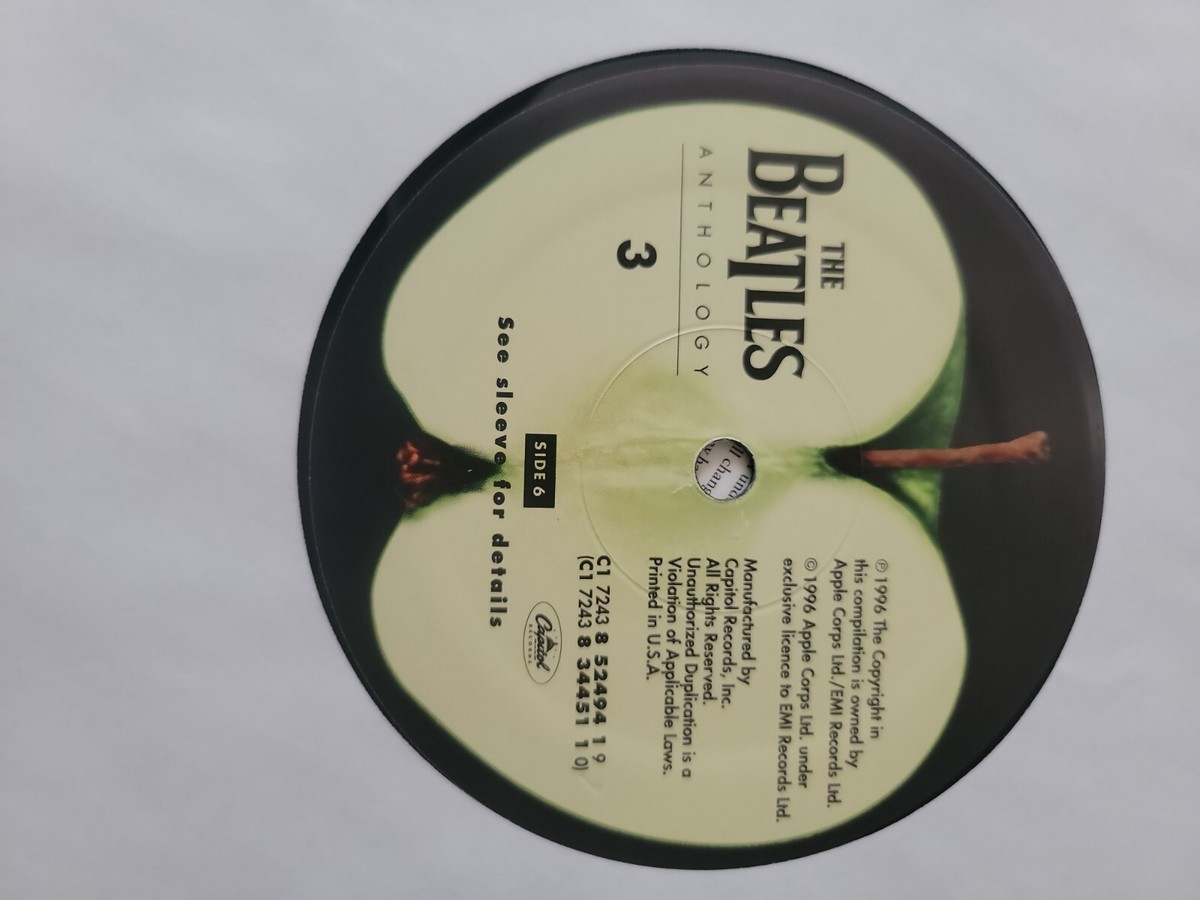 THE
BEATLES
ANTHOLOGY
3
℗ 1996 The Copyright in
this compilation is owned by
Apple Corps Ltd./EMI Records Ltd.
© 1996 Apple Corps Ltd. under
exclusive licence to EMI Records Ltd.
Manufactured by
Capitol Records, Inc.
All Rights Reserved.
Unauthorized Duplication is a
Violation of Applicable Laws.
Printed in U.S.A.
C1 7243 8 52494 1 9
(C1 7243 8 34451 1 0)
SIDE 6
Capitol
RECORDS
See sleeve for details
chang